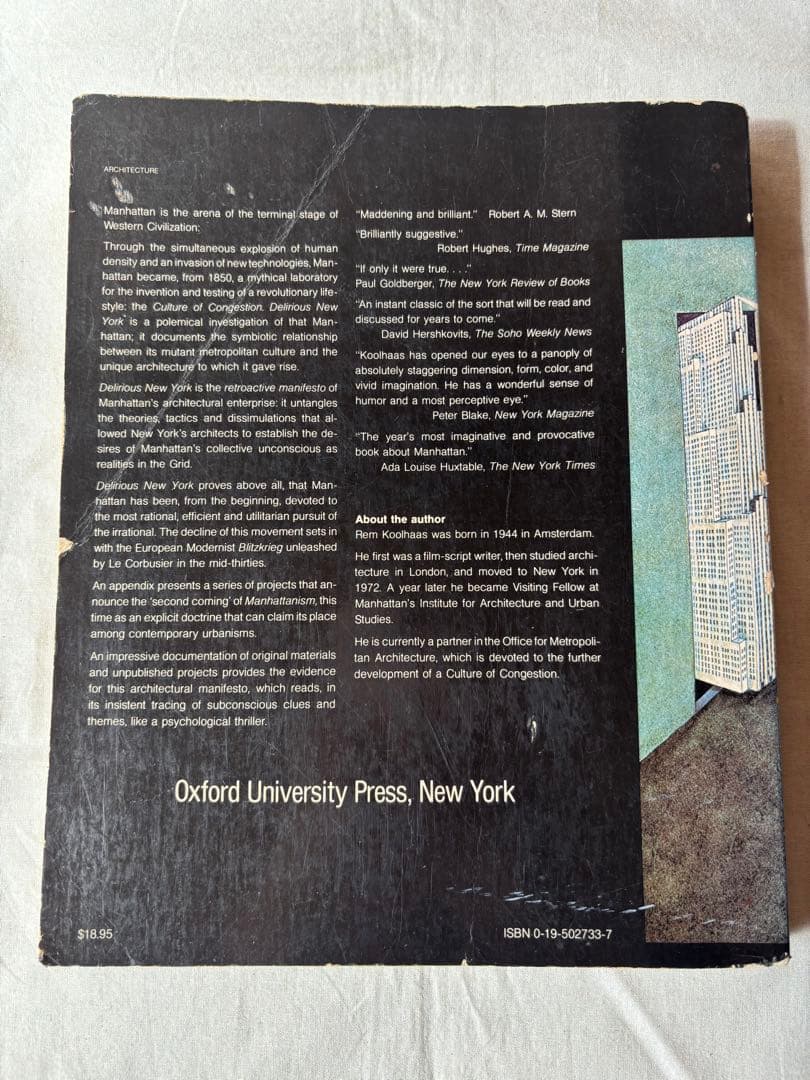 ARCHITECTURE
Manhattan is the arena of the terminal stage of
Western Civilization:
Through the simultaneous explosion of human
density and an invasion of new technologies, Man-
hattan became, from 1850, a mythical laboratory
for the invention and testing of a revolutionary life-
style: the Culture of Congestion. Delirious New
York is a polemical investigation of that Man-
hattan; it documents the symbiotic relationship
between its mutant metropolitan culture and the
unique architecture to which it gave rise.
Delirious New York is the retroactive manifesto of
Manhattan's architectural enterprise: it untangles
the theories, tactics and dissimulations that al-
lowed New York's architects to establish the de-
sires of Manhattan's collective unconscious as
realities in the Grid.
Delirious New York proves above all, that Man-
hattan has been, from the beginning, devoted to
the most rational, efficient and utilitarian pursuit of
the irrational. The decline of this movement sets in
with the European Modernist Blitzkrieg unleashed
by Le Corbusier in the mid-thirties.
An appendix presents a series of projects that an-
nounce the 'second coming' of Manhattanism, this
time as an explicit doctrine that can claim its place
among contemporary urbanisms.
An impressive documentation of original materials
and unpublished projects provides the evidence
for this architectural manifesto, which reads, in
its insistent tracing of subconscious clues and
themes, like a psychological thriller.
"Maddening and brilliant." Robert A. M. Stern
"Brilliantly suggestive."
Robert Hughes, Time Magazine
"If only it were true. . . ."
Paul Goldberger, The New York Review of Books
"An instant classic of the sort that will be read and
discussed for years to come."
David Hershkovits, The Soho Weekly News
"Koolhaas has opened our eyes to a panoply of
absolutely staggering dimension, form, color, and
vivid imagination. He has a wonderful sense of
humor and a most perceptive eye."
Peter Blake, New York Magazine
"The year's most imaginative and provocative
book about Manhattan."
Ada Louise Huxtable, The New York Times
About the author
Rem Koolhaas was born in 1944 in Amsterdam.
He first was a film-script writer, then studied archi-
tecture in London, and moved to New York in
1972. A year later he became Visiting Fellow at
Manhattan's Institute for Architecture and Urban
Studies.
He is currently a partner in the Office for Metropoli-
tan Architecture, which is devoted to the further
development of a Culture of Congestion.
Oxford University Press, New York
$18.95
ISBN 0-19-502733-7